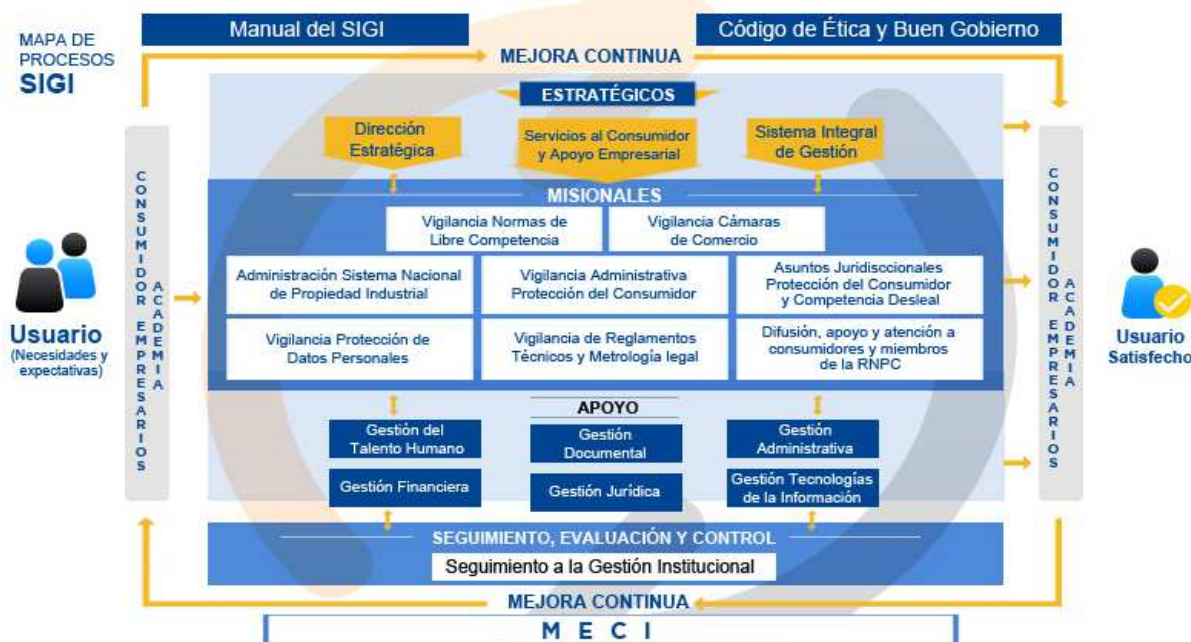 Manual del SIGI
Código de Ética y Buen Gobierno
MAPA DE
PROCESOS
SIGI
MEJORA CONTINUA
ESTRATÉGICOS
Dirección
Estratégica
Servicios al Consumidor
y Apoyo Empresarial
Sistema Integral
de Gestión
MISIONALES
Vigilancia Normas de
Libre Competencia
Vigilancia Cámaras
de Comercio
Administración Sistema Nacional
de Propiedad Industrial
Vigilancia Administrativa
Protección del Consumidor
Asuntos Juridisccionales
Protección del Consumidor
y Competencia Desleal
Vigilancia Protección de
Datos Personales
Vigilancia de Reglamentos
Técnicos y Metrología legal
Difusión, apoyo y atención a
consumidores y miembros
de la RNPC
Usuario
(Necesidades y
expectativas)
CONSUMIDOR EMPRESARIOS
ACADEMIA
CONSUMIDOR EMPRESARIOS
ACADEMIA
Usuario
Satisfecho
APOYO
Gestión del
Talento Humano
Gestión
Documental
Gestión
Administrativa
Gestión Financiera
Gestión Jurídica
Gestión Tecnologías
de la Información
SEGUIMIENTO, EVALUACIÓN Y CONTROL
Seguimiento a la Gestión Institucional
MEJORA CONTINUA
M E C I